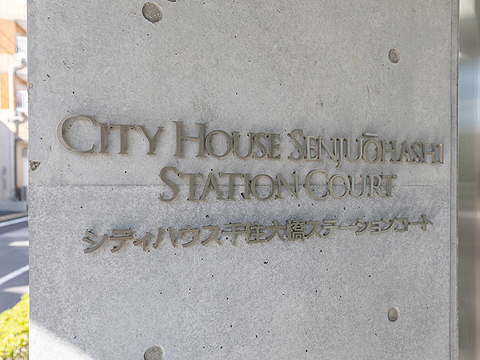 CITY HOUSE SENJUŌHASHI
STATION COURT
シティハウス千住大橋ステーションコート